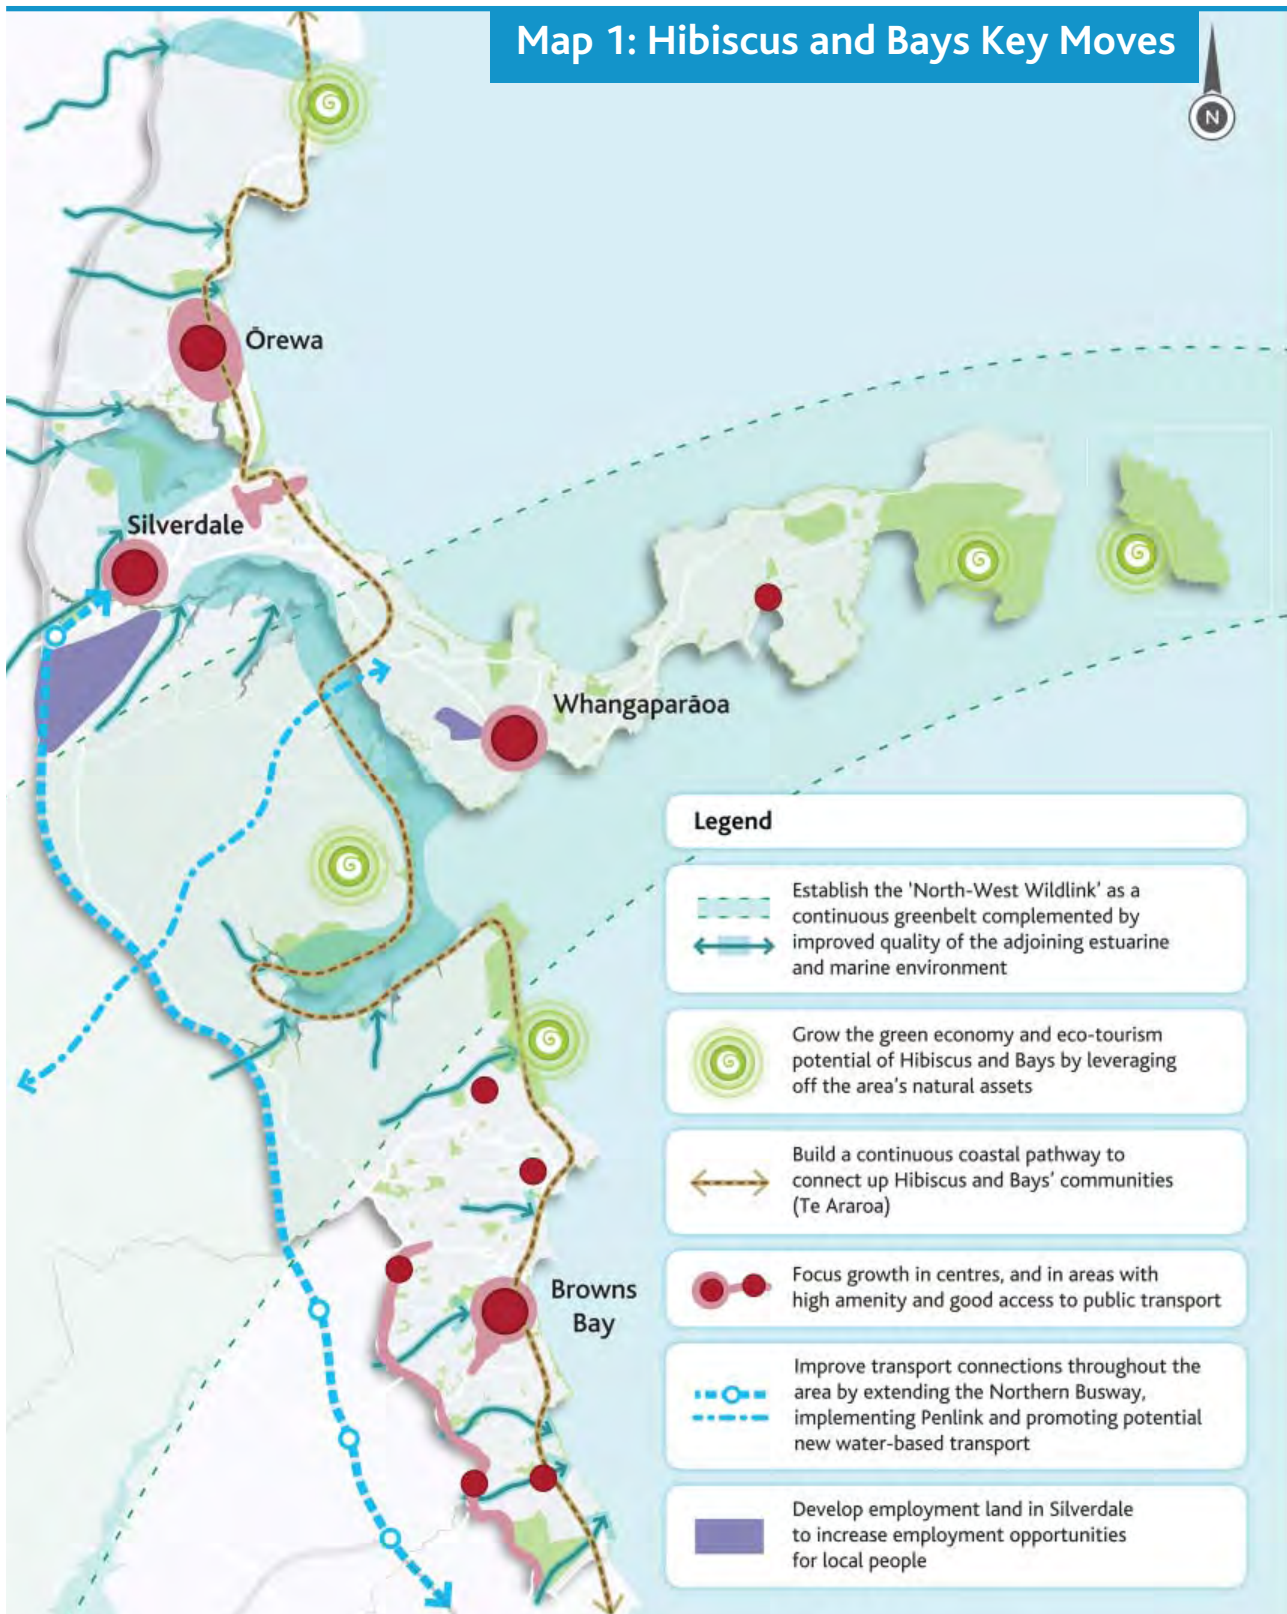 Map 1: Hibiscus and Bays Key Moves
N
Ōrewa
Silverdale
Whangaparāoa
Browns
Bay
Legend
Establish the 'North-West Wildlink' as a
continuous greenbelt complemented by
improved quality of the adjoining estuarine
and marine environment
Grow the green economy and eco-tourism
potential of Hibiscus and Bays by leveraging
off the area's natural assets
Build a continuous coastal pathway to
connect up Hibiscus and Bays' communities
(Te Araroa)
Focus growth in centres, and in areas with
high amenity and good access to public transport
Improve transport connections throughout the
area by extending the Northern Busway,
implementing Penlink and promoting potential
new water-based transport
Develop employment land in Silverdale
to increase employment opportunities
for local people